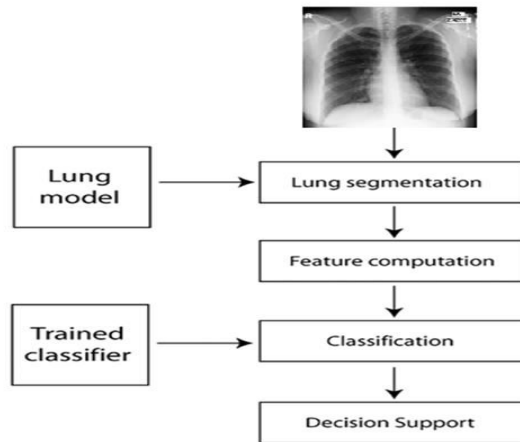 R
Lung
model
Lung segmentation
Feature computation
Trained
classifier
Classification
Decision Support